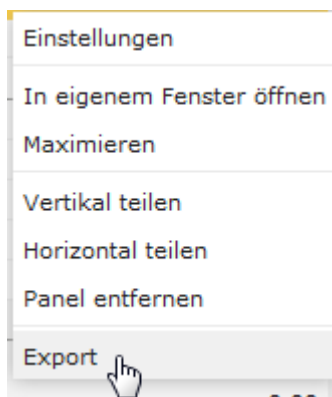 Einstellungen
In eigenem Fenster öffnen
Maximieren
Vertikal teilen
Horizontal teilen
Panel entfernen
Export